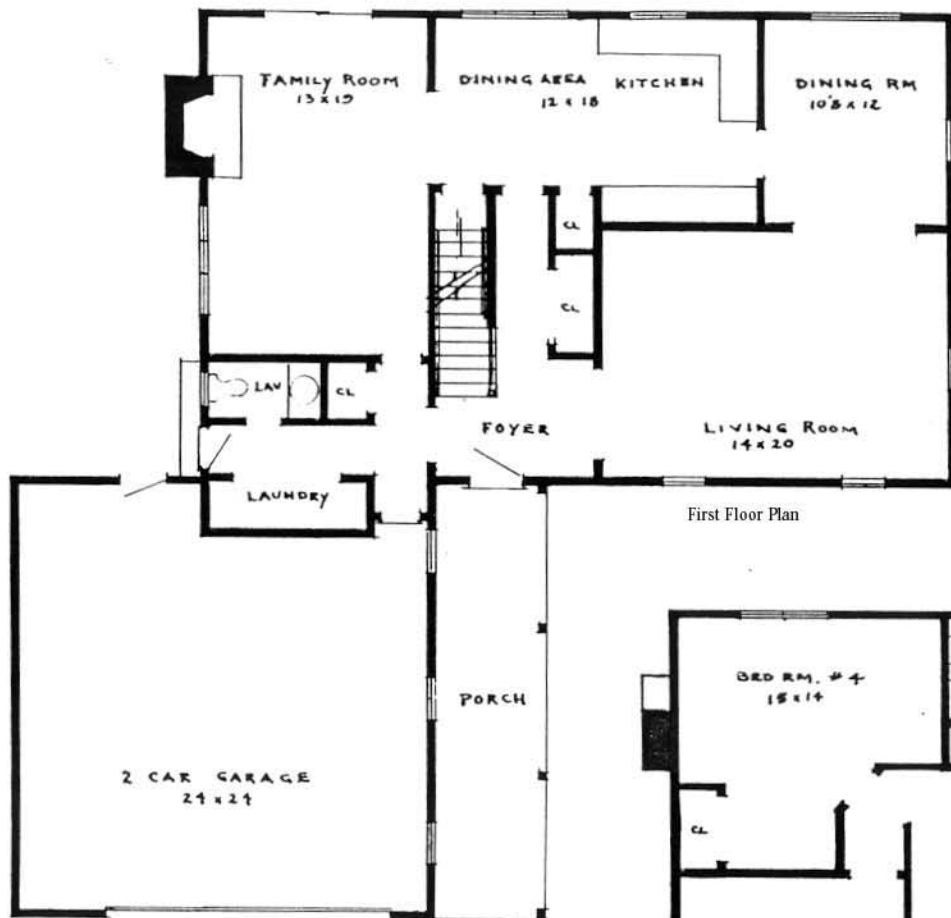 FAMILY ROOM
13 x 19
DINING AREA
KITCHEN
12 x 18
DINING RM
10'8 x 12
CL
CL
LAV
CL
FOYER
LIVING ROOM
14 x 20
LAUNDRY
First Floor Plan
PORCH
BRD RM. #4
15 x 14
2 CAR GARAGE
24 x 24
CL